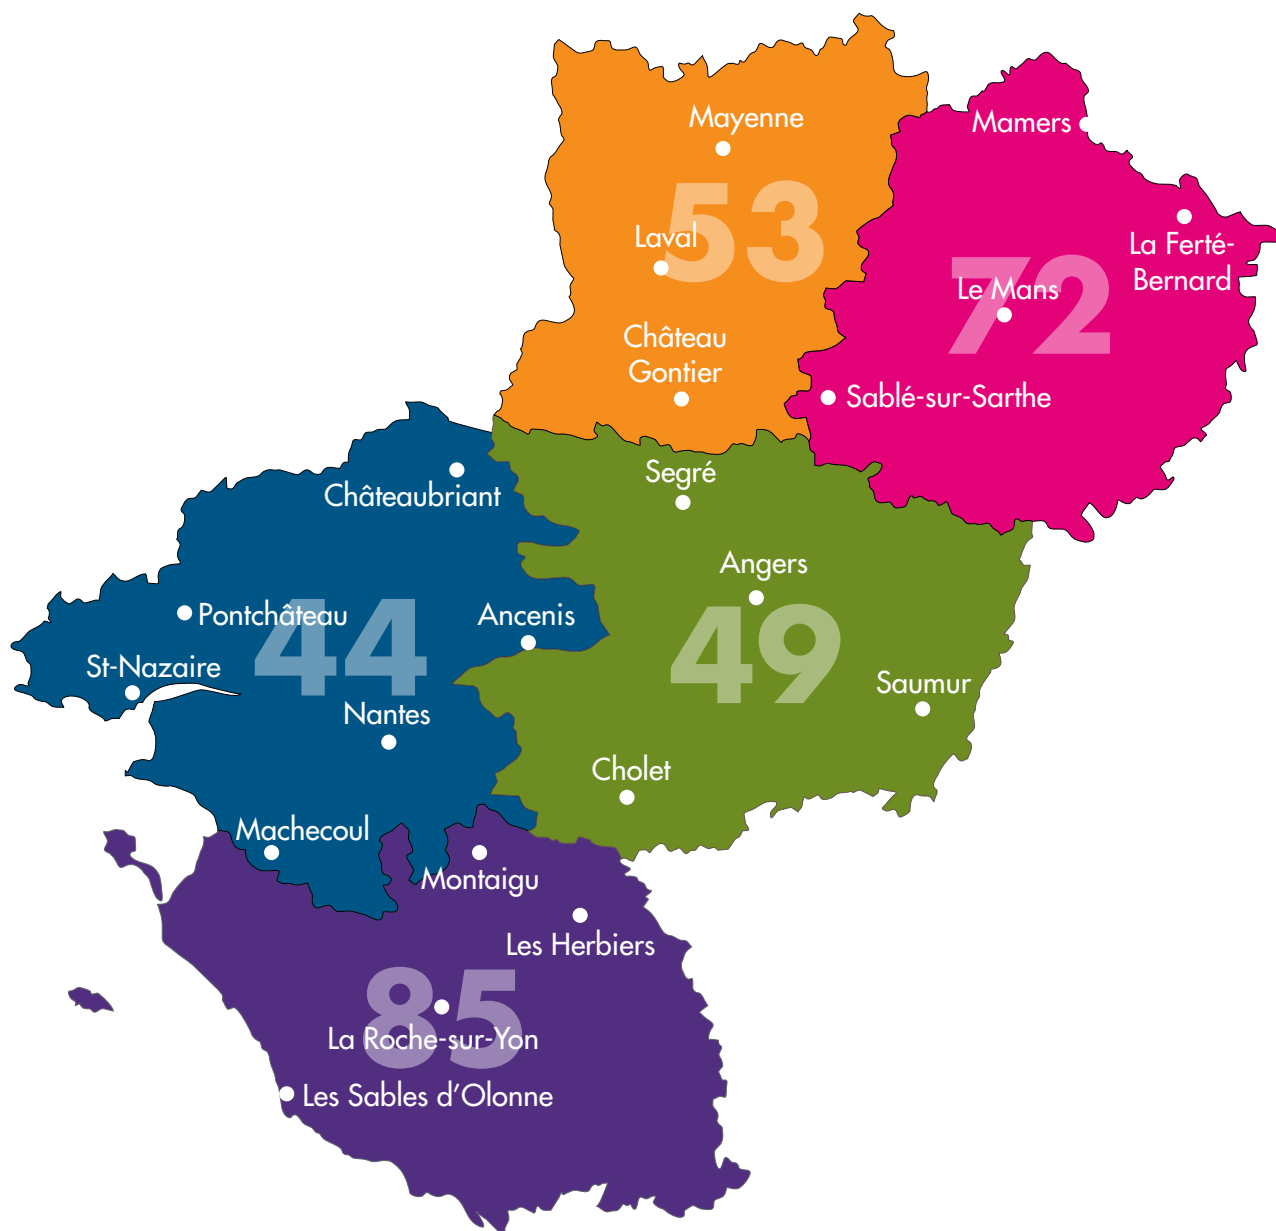 Mayenne
Mamers
53
Laval
La Ferté-
Bernard
72
Le Mans
Château
Gontier
Sablé-sur-Sarthe
Segré
Châteaubriant
Angers
Pontchâteau
44
Ancenis
49
St-Nazaire
Saumur
Nantes
Cholet
Machecoul
Montaigu
Les Herbiers
85
La Roche-sur-Yon
Les Sables d'Olonne